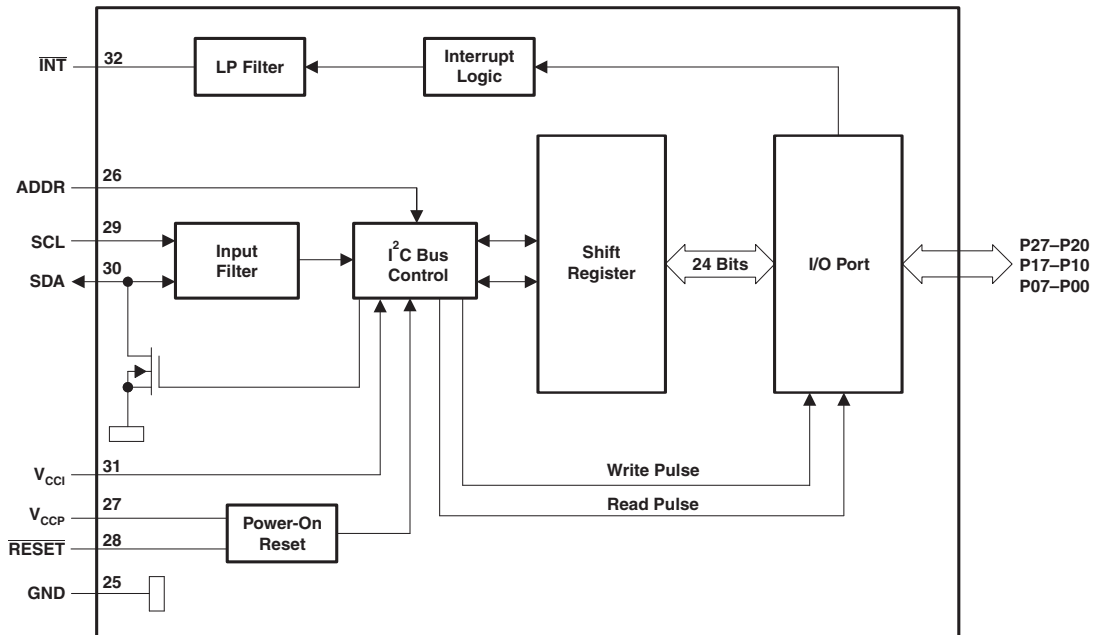 INT
32
LP Filter
Interrupt
Logic
ADDR
26
SCL
29
SDA
30
Input
Filter
I²C Bus
Control
Shift
Register
24 Bits
I/O Port
P27–P20
P17–P10
P07–P00
VCCI
31
Write Pulse
VCCP
27
Read Pulse
RESET
28
Power-On
Reset
GND
25